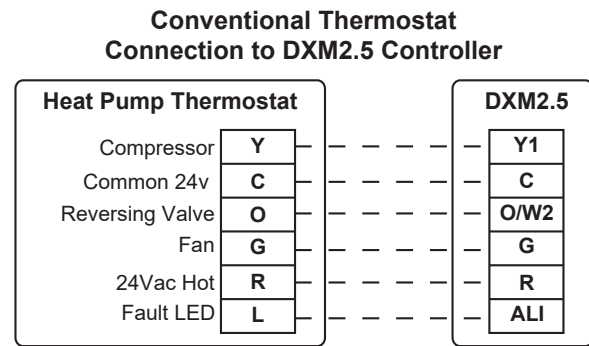 Conventional Thermostat
Connection to DXM2.5 Controller
Heat Pump Thermostat DXM2.5
Compressor Y Y1
Common 24v C C
Reversing Valve O O/W2
Fan G G
24Vac Hot R R
Fault LED L ALI